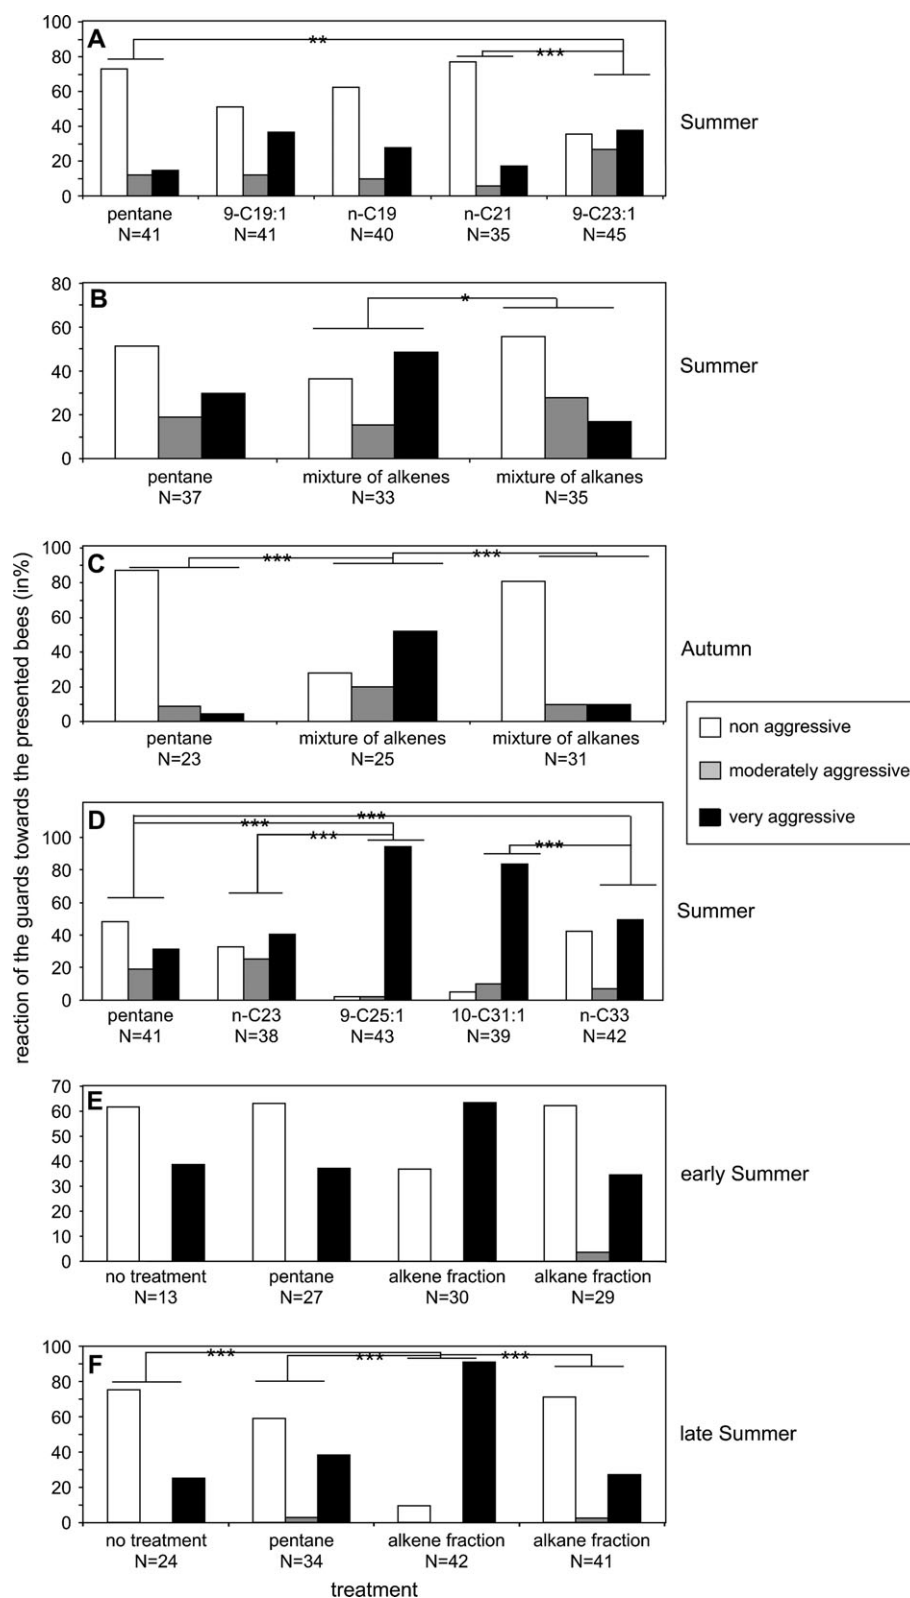 A
100
80
60
40
20
0
**
***
pentane 9-C19:1 n-C19 n-C21 9-C23:1
N=41 N=41 N=40 N=35 N=45
Summer
B
80
60
40
20
0
*
pentane mixture of alkenes mixture of alkanes
N=37 N=33 N=35
Summer
C
100
80
60
40
20
0
*** ***
pentane mixture of alkenes mixture of alkanes
N=23 N=25 N=31
Autumn
non aggressive
moderately aggressive
very aggressive
D
100
80
60
40
20
0
***
***
***
***
pentane n-C23 9-C25:1 10-C31:1 n-C33
N=41 N=38 N=43 N=39 N=42
Summer
E
70
60
50
40
30
20
10
0
no treatment pentane alkene fraction alkane fraction
N=13 N=27 N=30 N=29
early Summer
F
100
80
60
40
20
0
*** *** ***
no treatment pentane alkene fraction alkane fraction
N=24 N=34 N=42 N=41
late Summer
treatment
reaction of the guards towards the presented bees (in%)